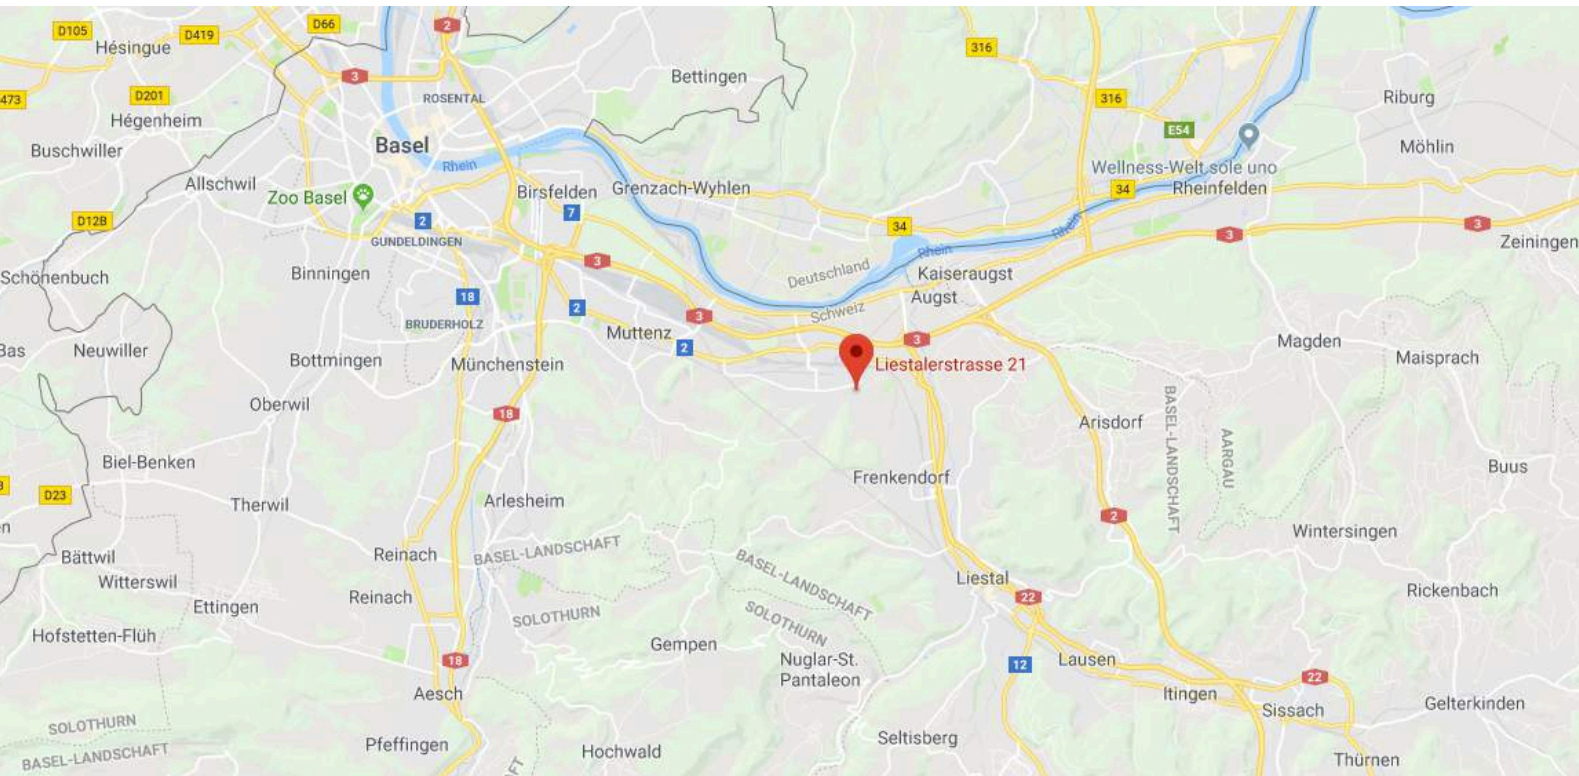 D105
Hésingue
D419
D66
2
3
316
Bettingen
473
D201
ROSENTAL
316
Riburg
Hégenheim
E54
Basel
Buschwiller
Rhein
Möhlin
Wellness-Welt sole uno
Allschwil
Zoo Basel
Birsfelden
Grenzach-Wyhlen
34
Rheinfelden
D12B
2
7
34
Rhein
3
3
GUNDELDINGEN
Rhein
Zeiningen
Schönenbuch
Binningen
3
Deutschland
Kaiseraugst
18
2
Augst
Schweiz
BRUDERHOLZ
Muttenz
3
2
3
Magden
Bas
Neuwiller
Bottmingen
Münchenstein
Liestalerstrasse 21
Maisprach
Oberwil
18
Arisdorf
BASEL-LANDSCHAFT
AARGAU
Biel-Benken
Frenkendorf
Buus
D23
Therwil
Arlesheim
2
Wintersingen
Bättwil
Reinach
BASEL-LANDSCHAFT
BASEL-LANDSCHAFT
Witterswil
Liestal
Rickenbach
Ettingen
Reinach
SOLOTHURN
SOLOTHURN
22
Hofstetten-Flüh
Gempen
18
Nuglar-St.
Pantaleon
12
Lausen
22
Aesch
Itingen
Sissach
Gelterkinden
SOLOTHURN
BASEL-LANDSCHAFT
Pfeffingen
Hochwald
Seltisberg
Thürnen